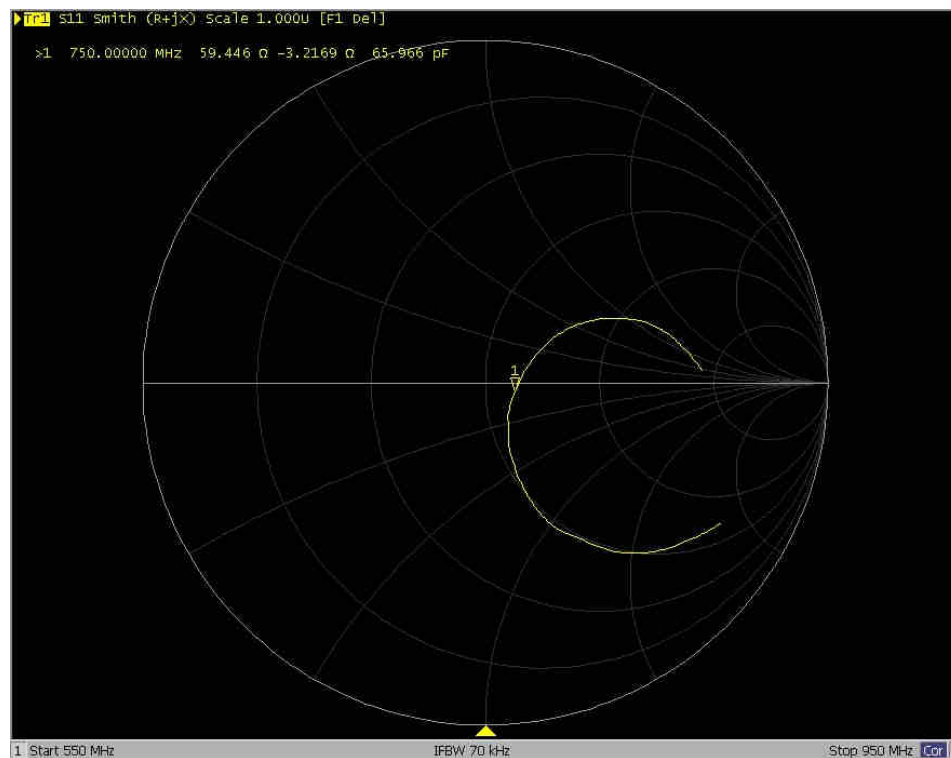 Tr1 S11 Smith (R+jX) Scale 1.000U [F1 Del]
>1 750.00000 MHz 59.446 Ω -3.2169 Ω 65.966 pF
1
1 Start 550 MHz IFBW 70 kHz Stop 950 MHz Cor